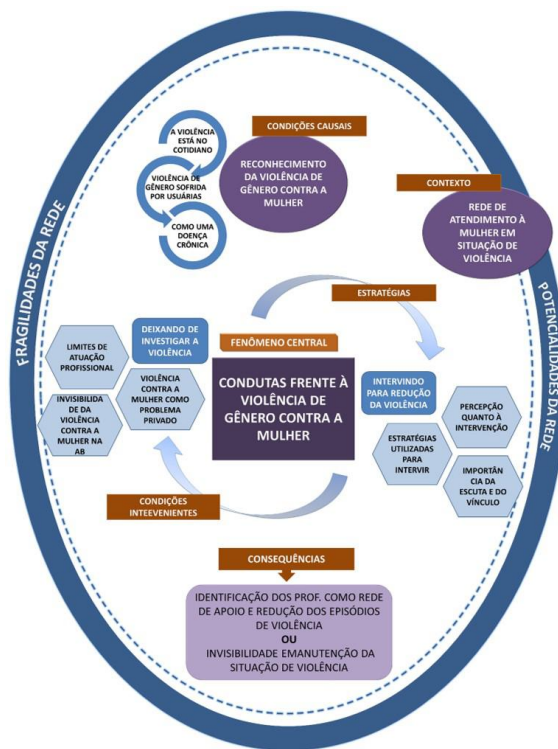 CONDIÇÕES CAUSAIS
A VIOLÊNCIA
ESTÁ NO
COTIDIANO
VIOLÊNCIA DE
GÊNERO SOFRIDA
POR USUÁRIAS
COMO UMA
DOENÇA
CRÔNICA
RECONHECIMENTO
DA VIOLÊNCIA DE
GÊNERO CONTRA A
MULHER
CONTEXTO
REDE DE
ATENDIMENTO À
MULHER EM
SITUAÇÃO DE
VIOLÊNCIA
FRAGILIDADES DA REDE
POTENCIALIDADES DA REDE
ESTRATÉGIAS
DEIXANDO DE
INVESTIGAR A
VIOLÊNCIA
LIMITES DE
ATUAÇÃO
PROFISSIONAL
VIOLÊNCIA
CONTRA A
MULHER COMO
PROBLEMA
PRIVADO
INVISIBILIDA
DE DA
VIOLÊNCIA
CONTRA A
MULHER NA
AB
FENÔMENO CENTRAL
CONDUTAS FRENTE À
VIOLÊNCIA DE
GÊNERO CONTRA A
MULHER
INTERVINDO
PARA REDUÇÃO
DA VIOLÊNCIA
PERCEPÇÃO
QUANTO À
INTERVENÇÃO
ESTRATÉGIAS
UTILIZADAS
PARA
INTERVIR
IMPORTÂN
CIA DA
ESCUTA E DO
VÍNCULO
CONDIÇÕES
INTEEVENIENTES
CONSEQUÊNCIAS
IDENTIFICAÇÃO DOS PROF. COMO REDE
DE APOIO E REDUÇÃO DOS EPISÓDIOS
DE VIOLÊNCIA
OU
INVISIBILIDADE EMANUTENÇÃO DA
SITUAÇÃO DE VIOLÊNCIA